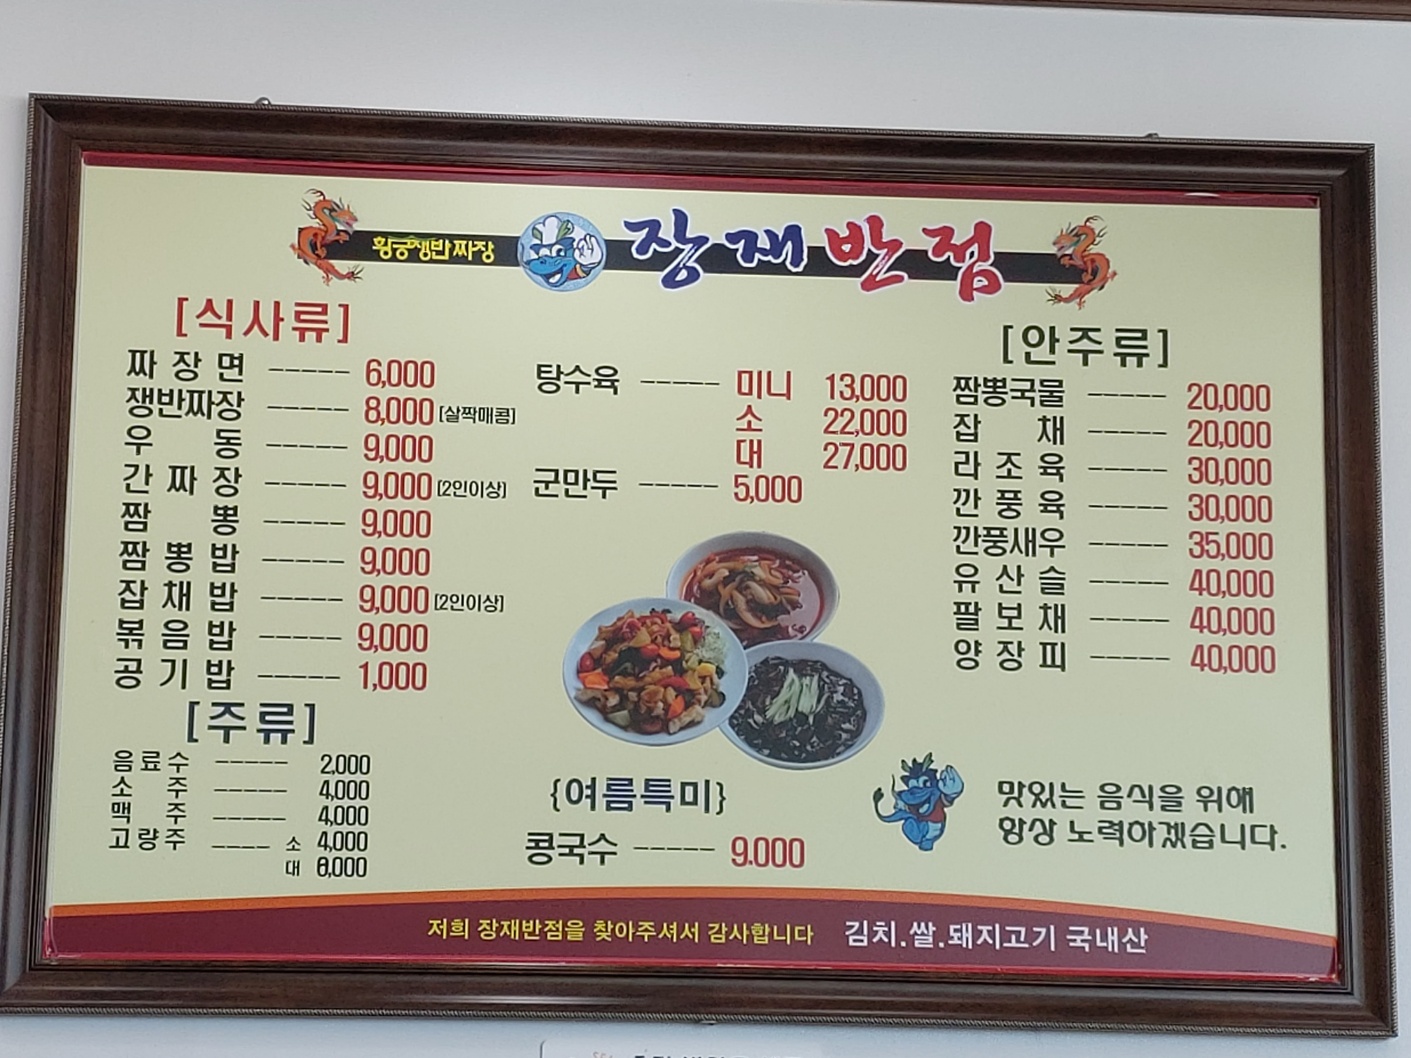 황궁쟁반짜장 장재반점
[식사류]
짜장면 ----- 6,000
쟁반짜장 ----- 8,000 [살짝매콤]
우동 ----- 9,000
간짜장 ----- 9,000 [2인이상]
짬뽕 ----- 9,000
짬뽕밥 ----- 9,000
잡채밥 ----- 9,000 [2인이상]
볶음밥 ----- 9,000
공기밥 ----- 1,000
[주류]
음료수 ----- 2,000
소주 ----- 4,000
맥주 ----- 4,000
고량주 ---- 소 4,000
대
탕수육 ----- 미니 13,000
소 22,000
대 27,000
군만두 ----- 5,000
{여름특미}
콩국수 ----- 9.000
[안주류]
짬뽕국물 ----- 20,000
잡채 ----- 20,000
라조육 ----- 30,000
깐풍육 ----- 30,000
깐풍새우 ----- 35,000
유산슬 ----- 40,000
팔보채 ----- 40,000
양장피 ----- 40,000
맛있는 음식을 위해
항상 노력하겠습니다.
저희 장재반점을 찾아주셔서 감사합니다 김치.쌀.돼지고기 국내산